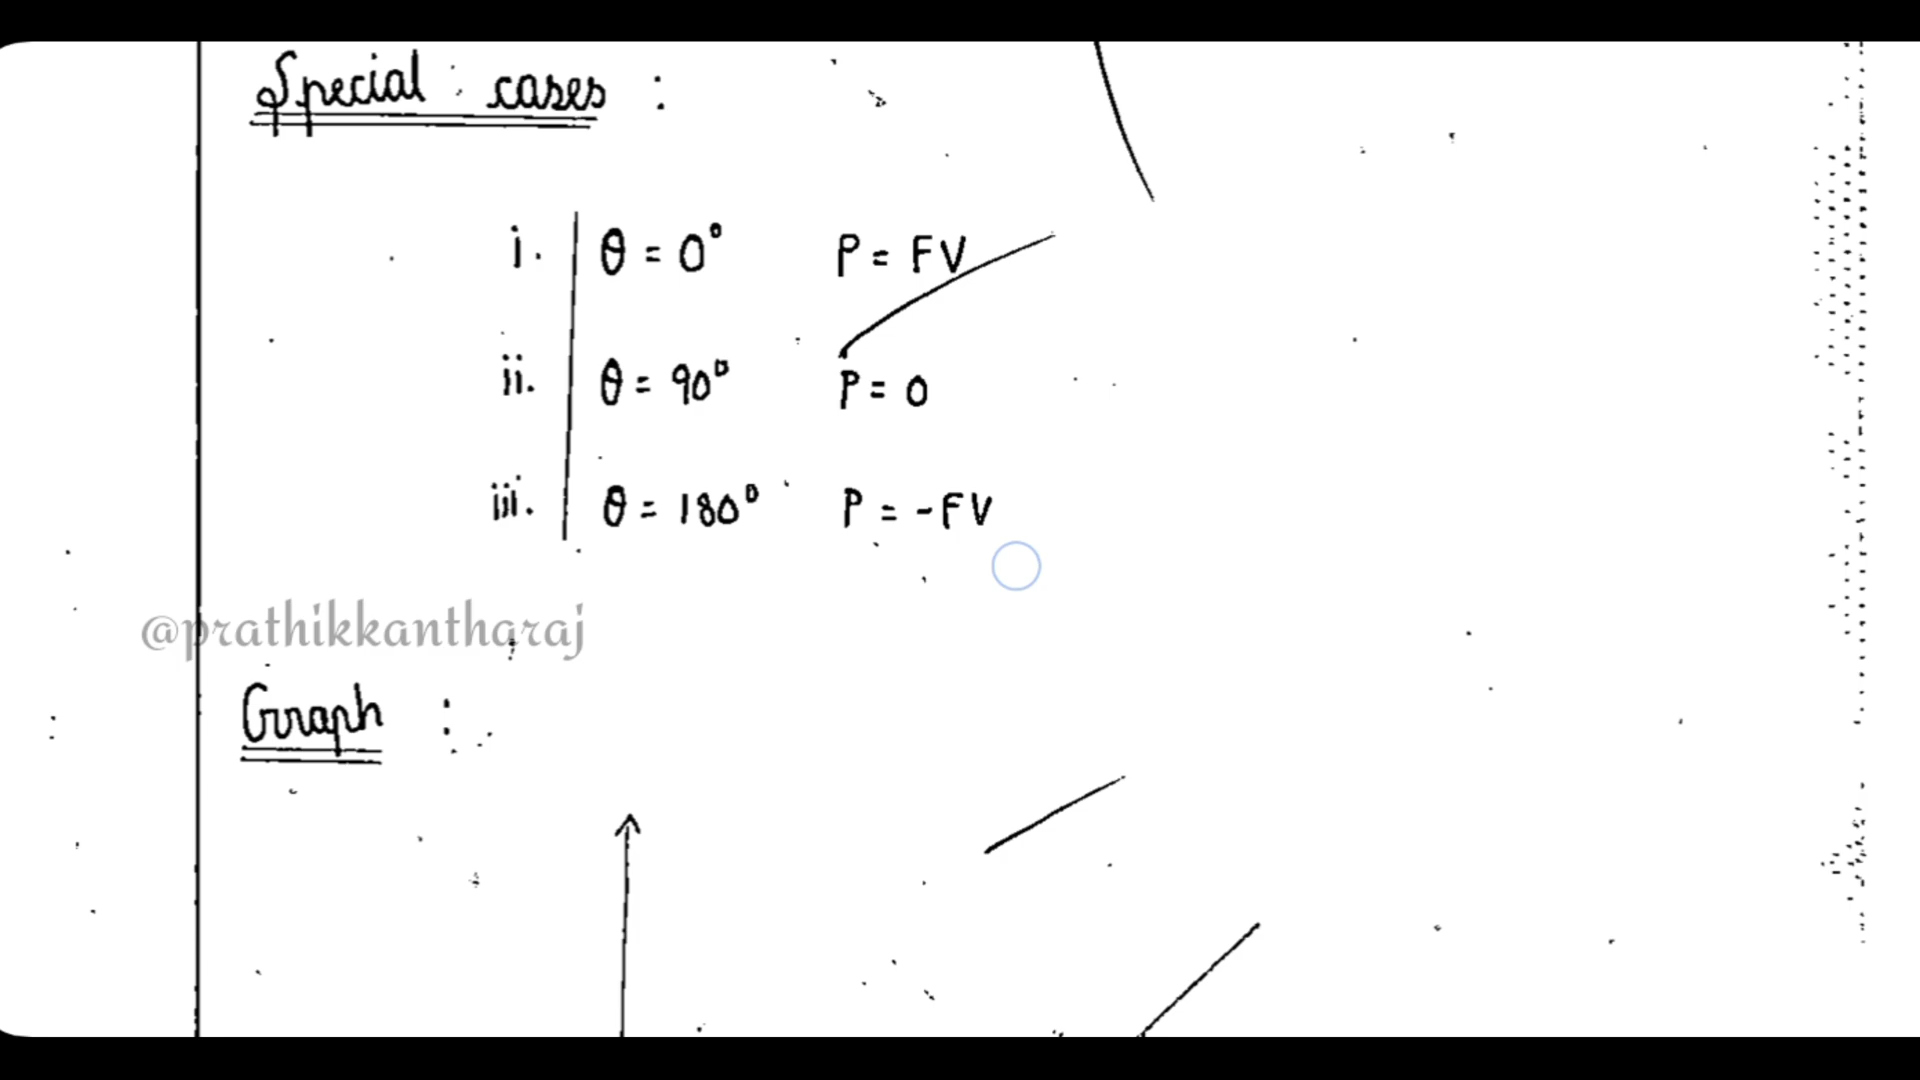 Special cases :
i. θ = 0° P = FV
ii. θ = 90° P = 0
iii. θ = 180° P = -FV
@prathikkantharaj
Graph :